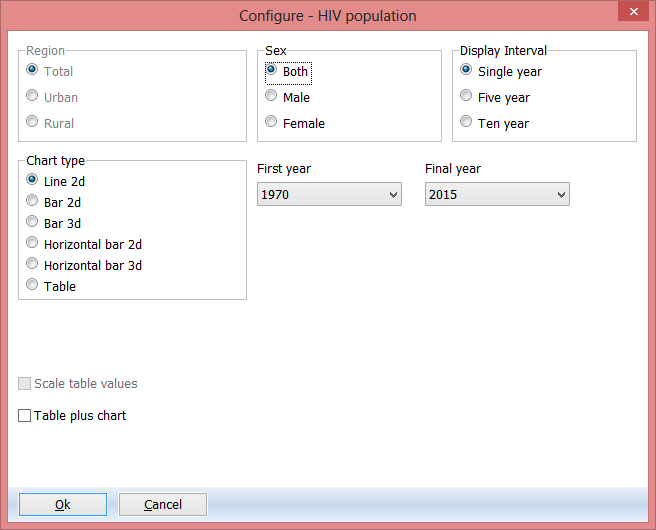 Configure - HIV population
Region
Total
Urban
Rural
Sex
Both
Male
Female
Display Interval
Single year
Five year
Ten year
Chart type
Line 2d
Bar 2d
Bar 3d
Horizontal bar 2d
Horizontal bar 3d
Table
First year
1970
Final year
2015
Scale table values
Table plus chart
Ok
Cancel